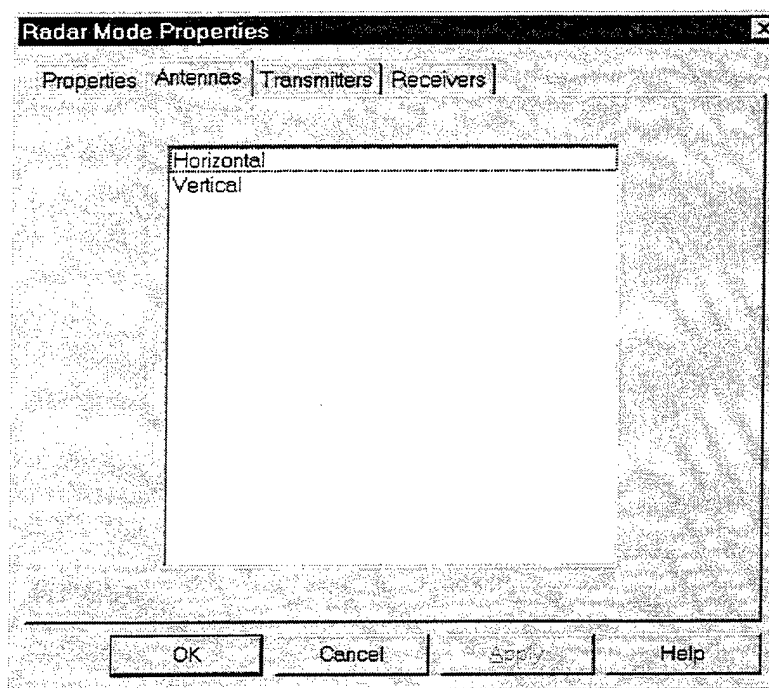 Radar Mode Properties
Properties Antennas Transmitters Receivers
Horizontal
Vertical
OK Cancel Apply Help